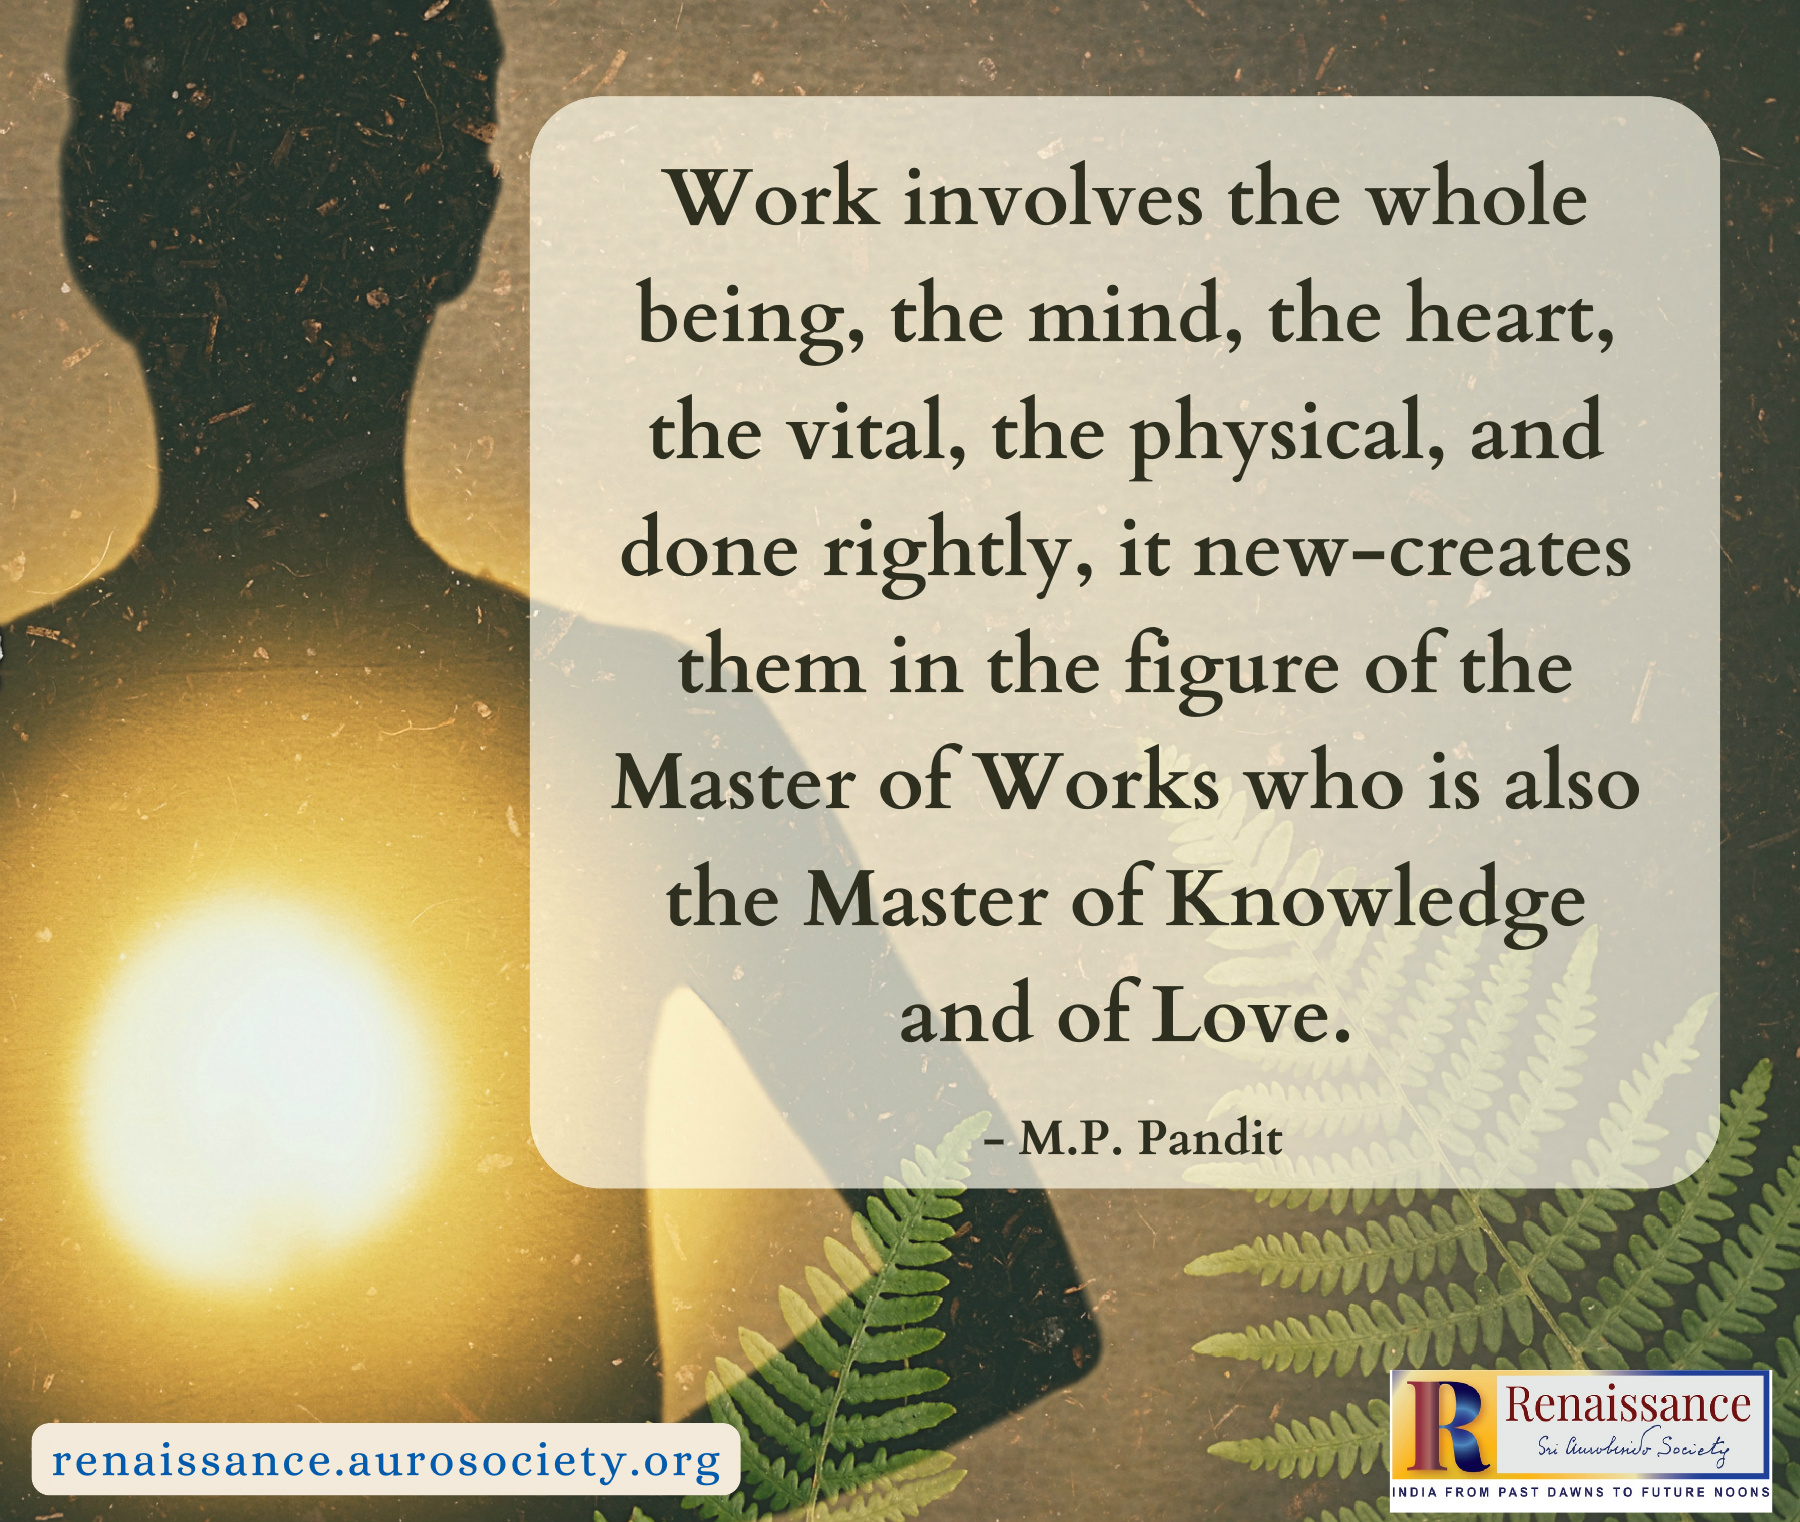 Work involves the whole
being, the mind, the heart,
the vital, the physical, and
done rightly, it new-creates
them in the figure of the
Master of Works who is also
the Master of Knowledge
and of Love.
- M.P. Pandit
renaissance.aurosociety.org
R
Renaissance
Sri Aurobindo Society
INDIA FROM PAST DAWNS TO FUTURE NOONS